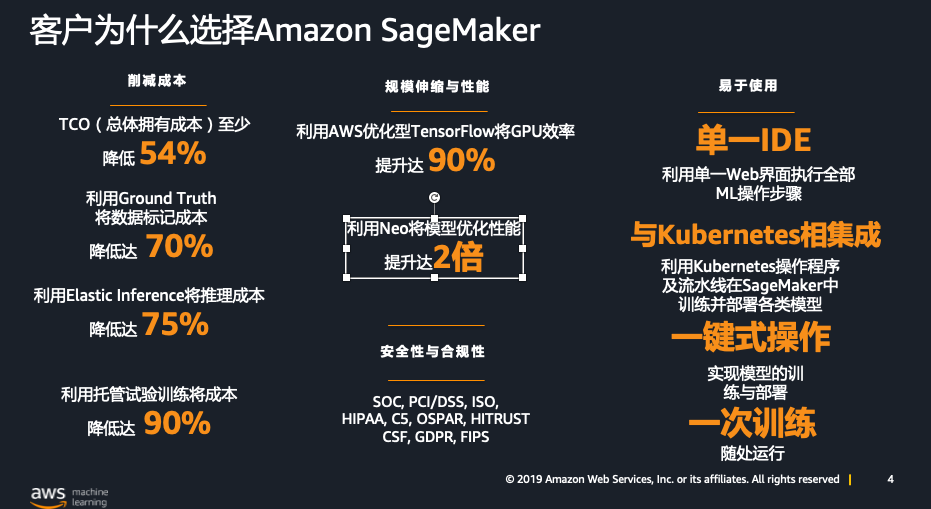 客户为什么选择Amazon SageMaker
削减成本
TCO（总体拥有成本）至少
降低 54%
利用Ground Truth
将数据标记成本
降低达 70%
利用Elastic Inference将推理成本
降低达 75%
利用托管试验训练将成本
降低达 90%
规模伸缩与性能
利用AWS优化型TensorFlow将GPU效率
提升达 90%
利用Neo将模型优化性能
提升达2倍
安全性与合规性
SOC, PCI/DSS, ISO,
HIPAA, C5, OSPAR, HITRUST
CSF, GDPR, FIPS
易于使用
单一IDE
利用单一Web界面执行全部
ML操作步骤
与Kubernetes相集成
利用Kubernetes操作程序
及流水线在SageMaker中
训练并部署各类模型
一键式操作
实现模型的训
练与部署
一次训练
随处运行
aws machine
learning
© 2019 Amazon Web Services, Inc. or its affiliates. All rights reserved
4